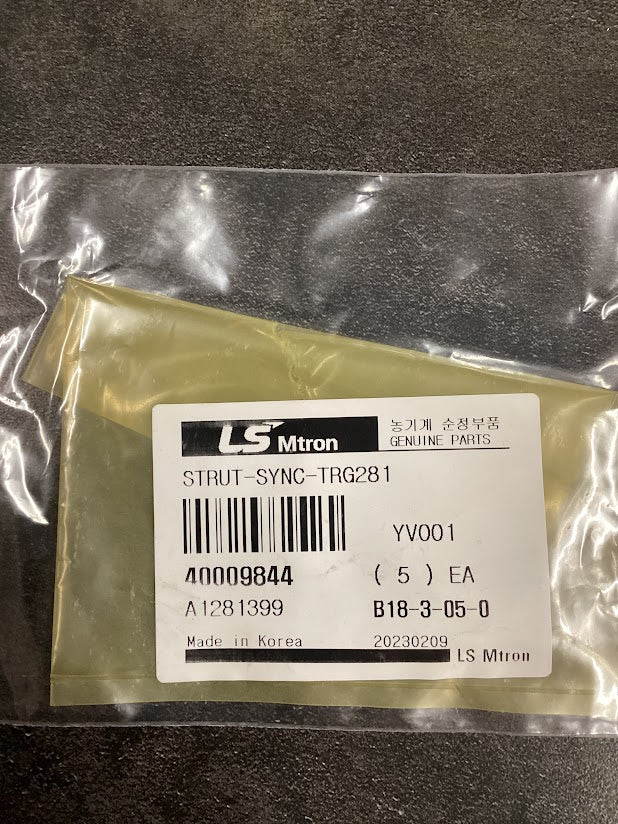 LS Mtron
농기계 순정부품
GENUINE PARTS
STRUT-SYNC-TRG281
YV001
40009844
( 5 ) EA
A1281399
B18-3-05-0
Made in Korea
20230209
LS Mtron